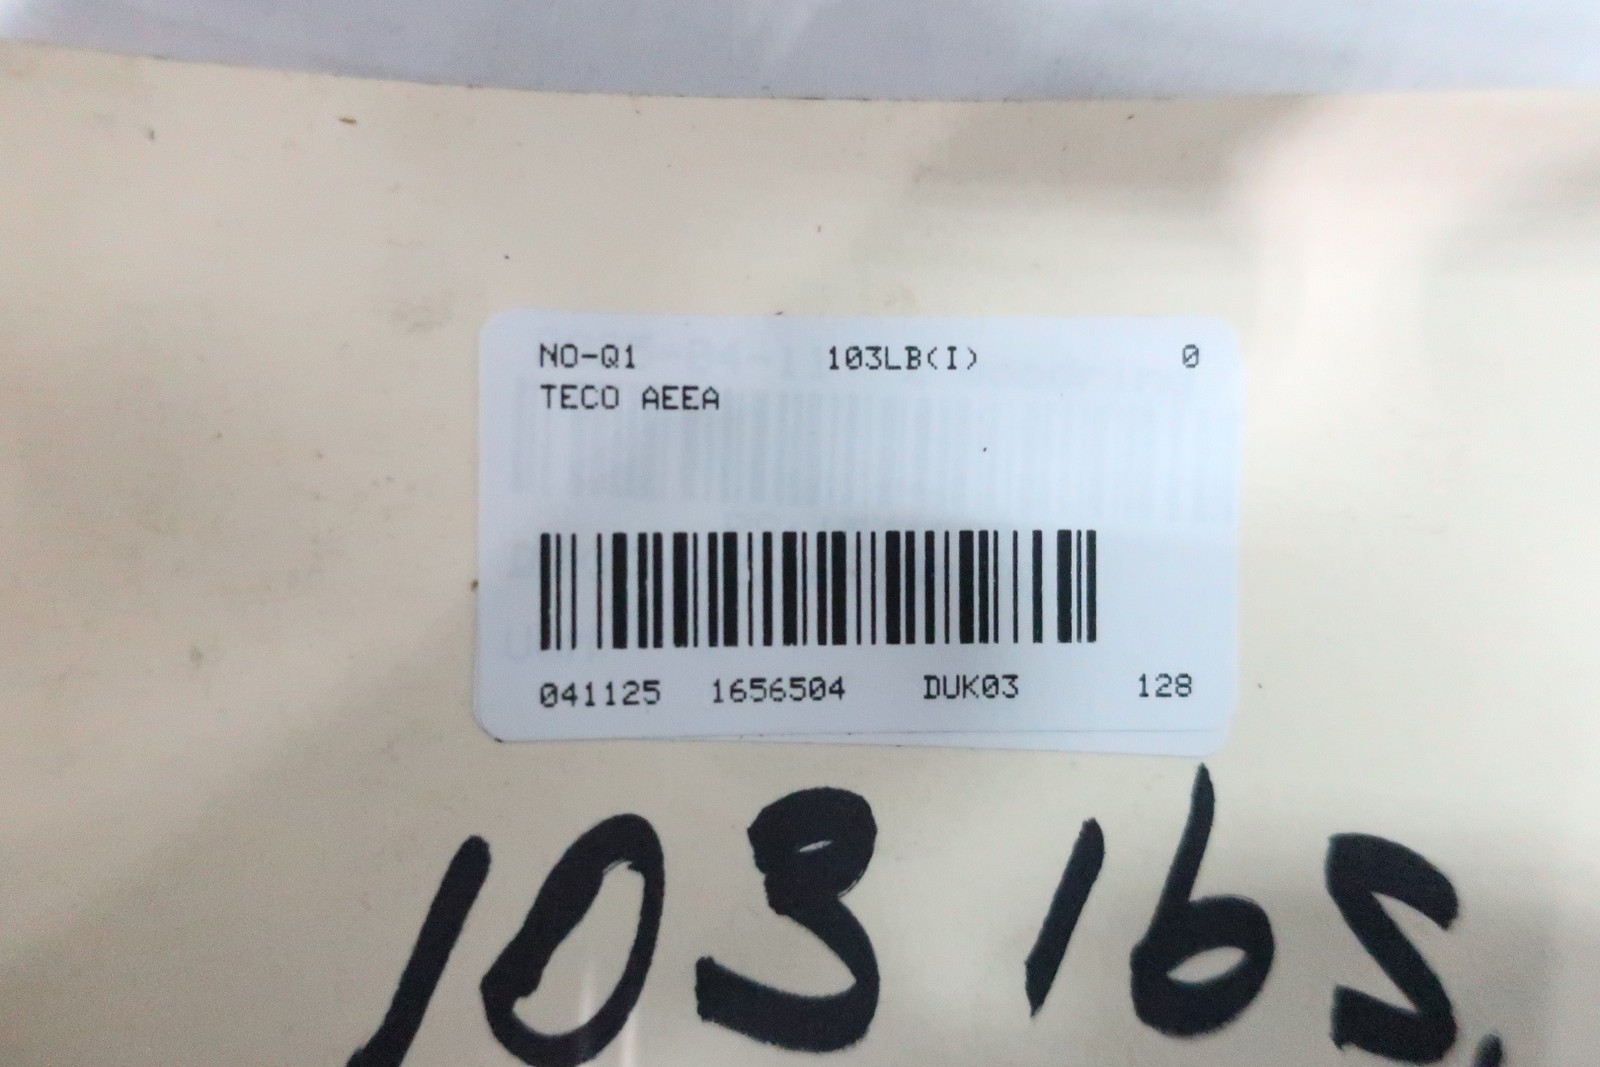 NO-Q1 103LB(I) 0
TECO AEEA
041125 1656504 DUK03 128
103 lbs.